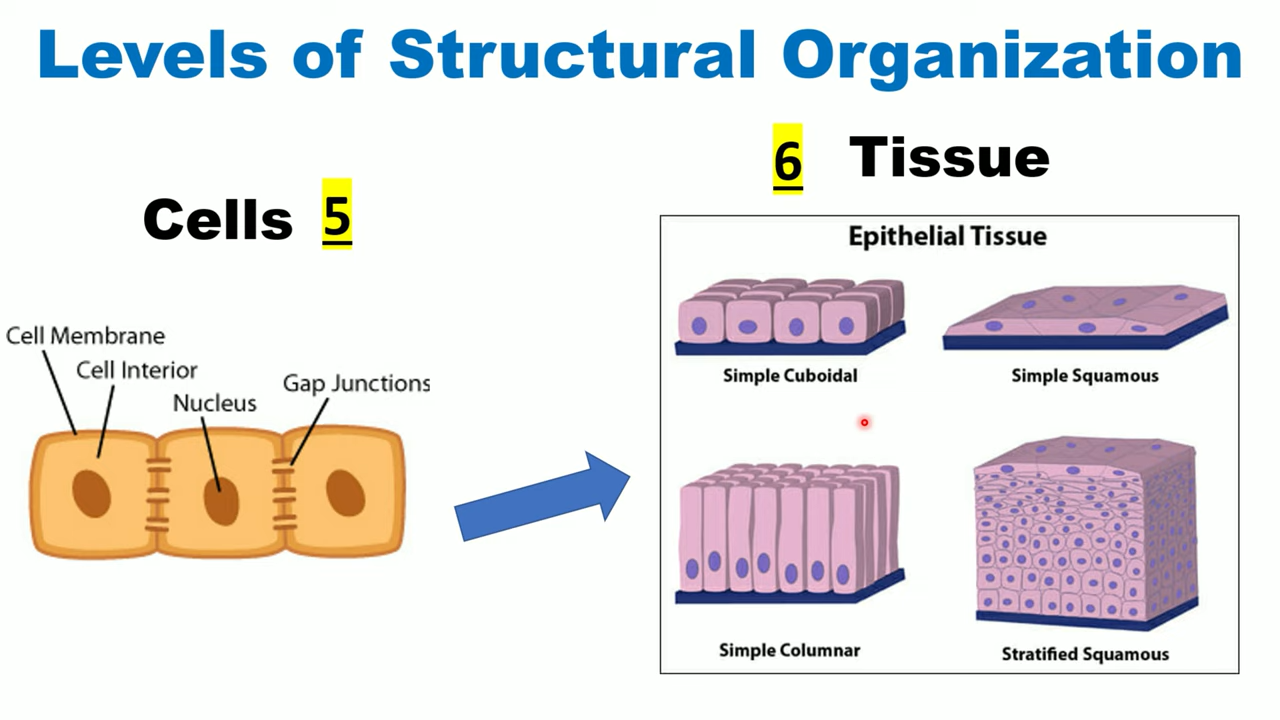 Levels of Structural Organization
Cells 5
6 Tissue
Cell Membrane
Cell Interior
Nucleus
Gap Junctions
Epithelial Tissue
Simple Cuboidal
Simple Squamous
Simple Columnar
Stratified Squamous